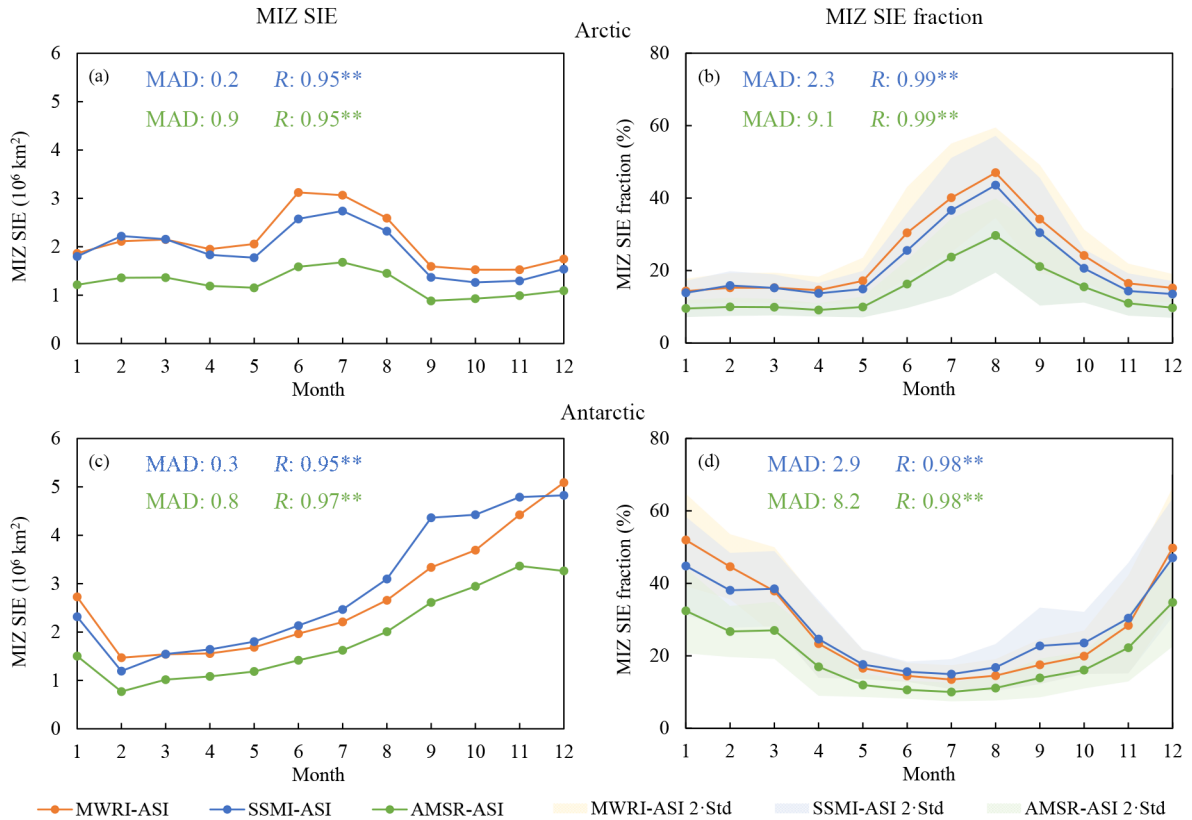 MIZ SIE
MIZ SIE fraction
Arctic
(a)
MAD: 0.2 R: 0.95**
MAD: 0.9 R: 0.95**
MIZ SIE (10⁶ km²)
6
5
4
3
2
1
0
1 2 3 4 5 6 7 8 9 10 11 12
Month
(b)
MAD: 2.3 R: 0.99**
MAD: 9.1 R: 0.99**
MIZ SIE fraction (%)
80
60
40
20
0
1 2 3 4 5 6 7 8 9 10 11 12
Month
Antarctic
(c)
MAD: 0.3 R: 0.95**
MAD: 0.8 R: 0.97**
MIZ SIE (10⁶ km²)
6
5
4
3
2
1
0
1 2 3 4 5 6 7 8 9 10 11 12
Month
(d)
MAD: 2.9 R: 0.98**
MAD: 8.2 R: 0.98**
MIZ SIE fraction (%)
80
60
40
20
0
1 2 3 4 5 6 7 8 9 10 11 12
Month
MWRI-ASI SSMI-ASI AMSR-ASI MWRI-ASI 2·Std SSMI-ASI 2·Std AMSR-ASI 2·Std